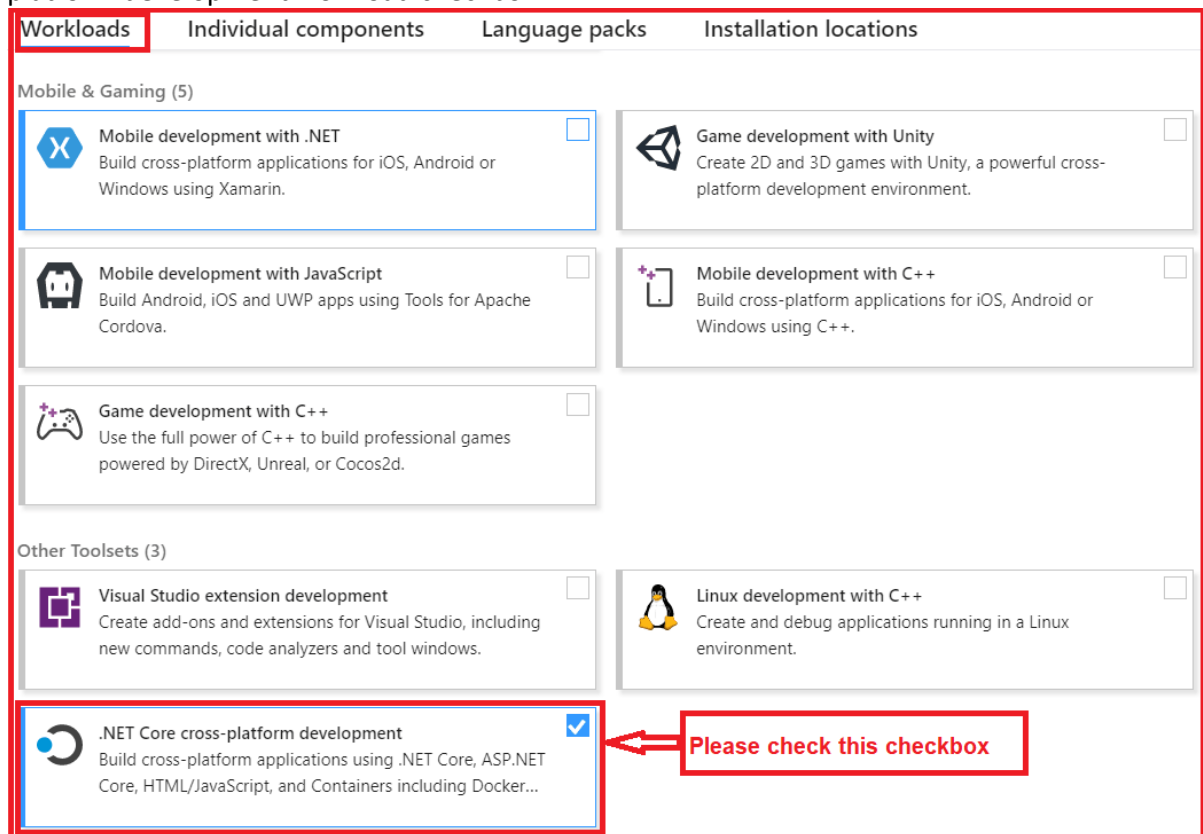 Workloads Individual components Language packs Installation locations
Mobile & Gaming (5)
Mobile development with .NET
Build cross-platform applications for iOS, Android or
Windows using Xamarin.
Game development with Unity
Create 2D and 3D games with Unity, a powerful cross-
platform development environment.
Mobile development with JavaScript
Build Android, iOS and UWP apps using Tools for Apache
Cordova.
Mobile development with C++
Build cross-platform applications for iOS, Android or
Windows using C++.
Game development with C++
Use the full power of C++ to build professional games
powered by DirectX, Unreal, or Cocos2d.
Other Toolsets (3)
Visual Studio extension development
Create add-ons and extensions for Visual Studio, including
new commands, code analyzers and tool windows.
Linux development with C++
Create and debug applications running in a Linux
environment.
.NET Core cross-platform development
Build cross-platform applications using .NET Core, ASP.NET
Core, HTML/JavaScript, and Containers including Docker...
Please check this checkbox